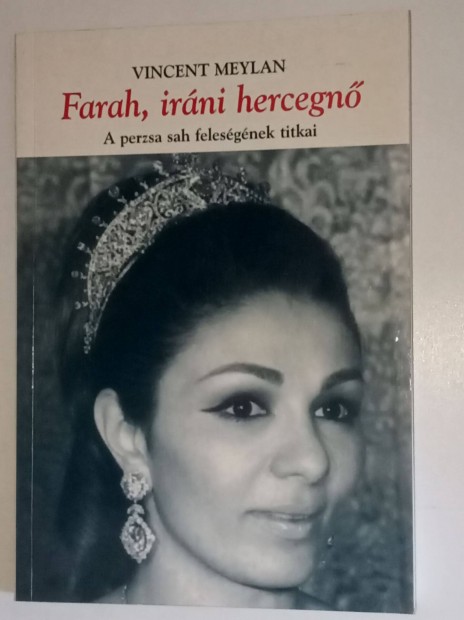 VINCENT MEYLAN
Farah, iráni hercegnő
A perzsa sah feleségének titkai